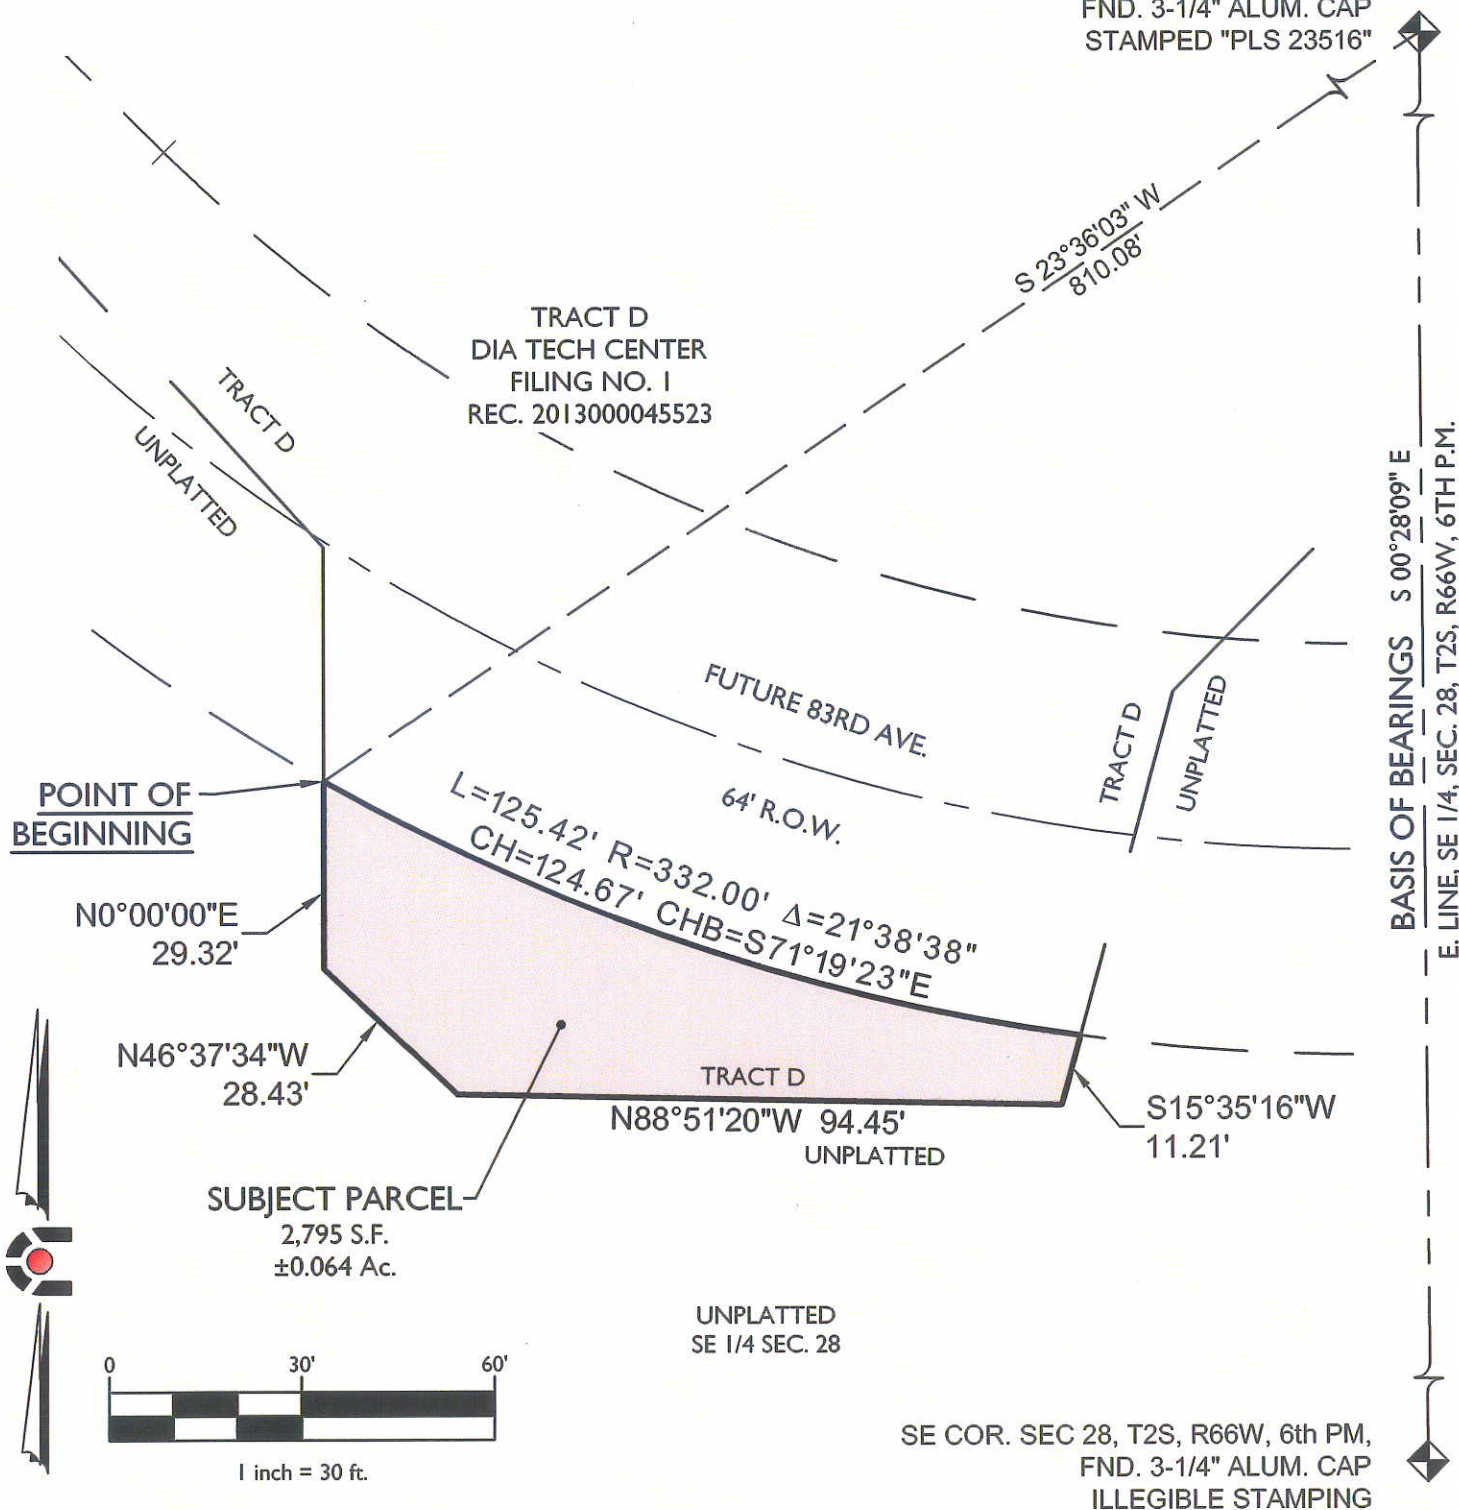 FND. 3-1/4" ALUM. CAP
STAMPED "PLS 23516"
S 23°36'03" W
810.08'
TRACT D
DIA TECH CENTER
FILING NO. 1
REC. 2013000045523
TRACT D
UNPLATTED
BASIS OF BEARINGS S 00°28'09" E
E. LINE, SE 1/4, SEC. 28, T2S, R66W, 6TH P.M.
FUTURE 83RD AVE.
64' R.O.W.
TRACT D
UNPLATTED
POINT OF
BEGINNING
L=125.42' R=332.00' Δ=21°38'38"
CH=124.67' CHB=S71°19'23"E
N0°00'00"E
29.32'
N46°37'34"W
28.43'
TRACT D
N88°51'20"W 94.45'
UNPLATTED
S15°35'16"W
11.21'
SUBJECT PARCEL
2,795 S.F.
±0.064 Ac.
UNPLATTED
SE 1/4 SEC. 28
0 30' 60'
1 inch = 30 ft.
SE COR. SEC 28, T2S, R66W, 6th PM,
FND. 3-1/4" ALUM. CAP
ILLEGIBLE STAMPING